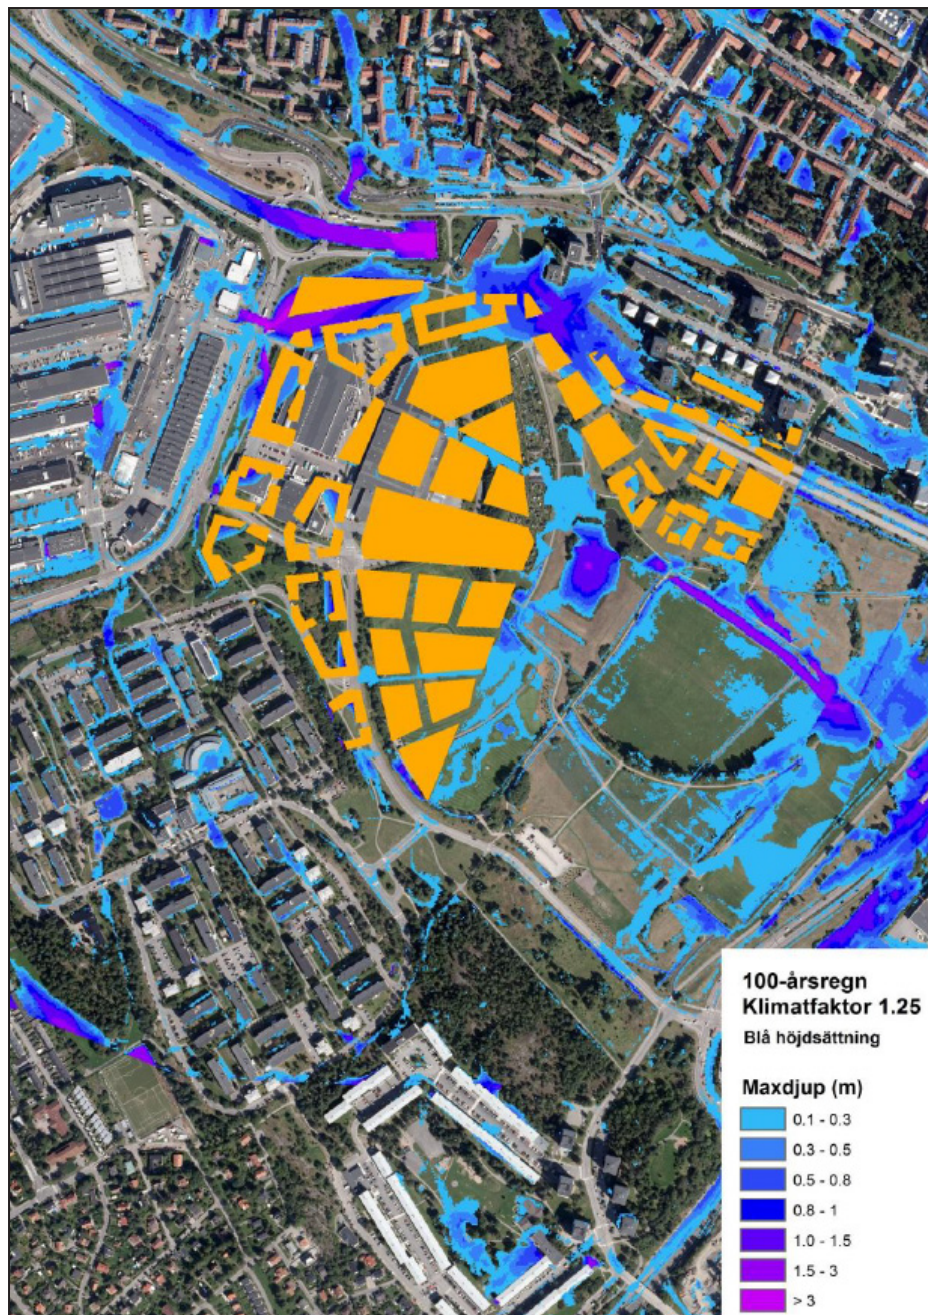 100-årsregn
Klimatfaktor 1.25
Blå höjdsättning
Maxdjup (m)
0.1 - 0.3
0.3 - 0.5
0.5 - 0.8
0.8 - 1
1.0 - 1.5
1.5 - 3
> 3